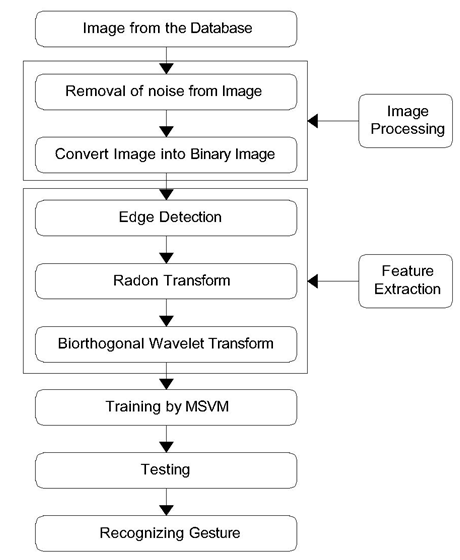 Image from the Database
Removal of noise from Image
Image
Processing
Convert Image into Binary Image
Edge Detection
Radon Transform
Feature
Extraction
Biorthogonal Wavelet Transform
Training by MSVM
Testing
Recognizing Gesture